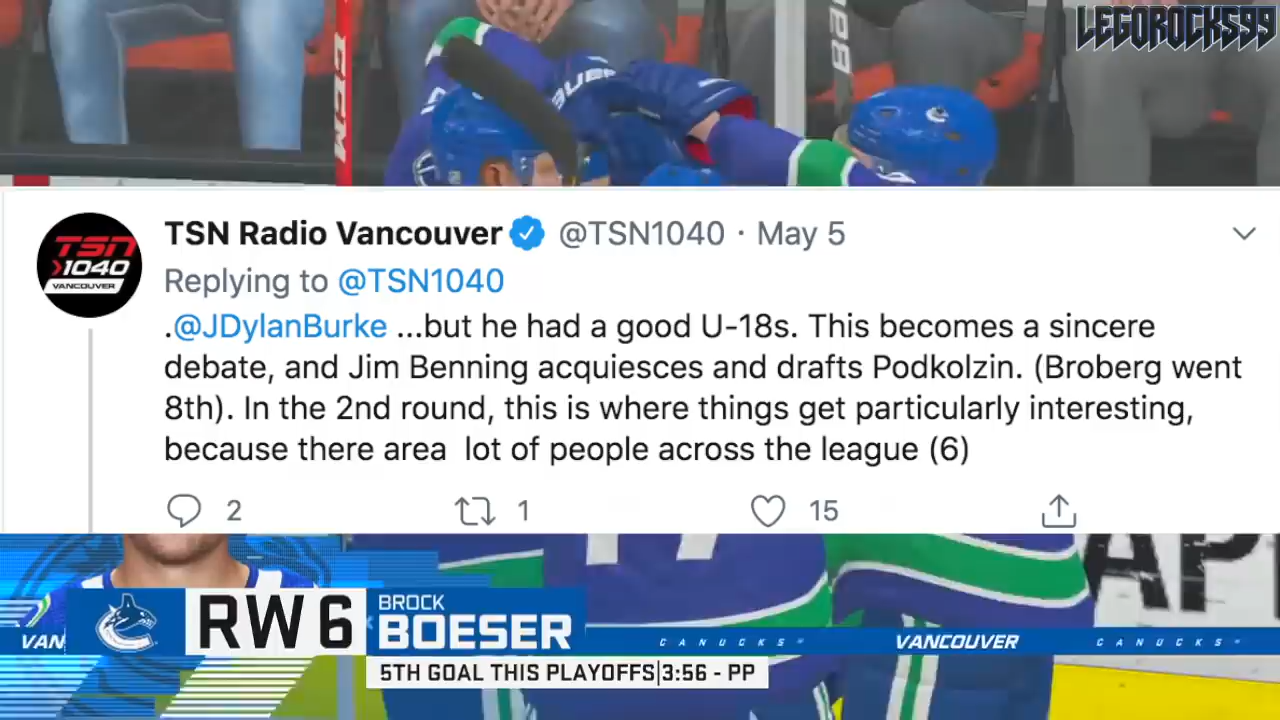 LEGOROCKS99
CCM
BAU
BAUER
TSN Radio Vancouver @TSN1040 · May 5
TSN
1040
VANCOUVER
Replying to @TSN1040
.@JDylanBurke ...but he had a good U-18s. This becomes a sincere
debate, and Jim Benning acquiesces and drafts Podkolzin. (Broberg went
8th). In the 2nd round, this is where things get particularly interesting,
because there area  lot of people across the league (6)
2 1 15
VAN
RW 6
BROCK
BOESER
CANUCKS
VANCOUVER
CANUCKS
5TH GOAL THIS PLAYOFFS|3:56 - PP